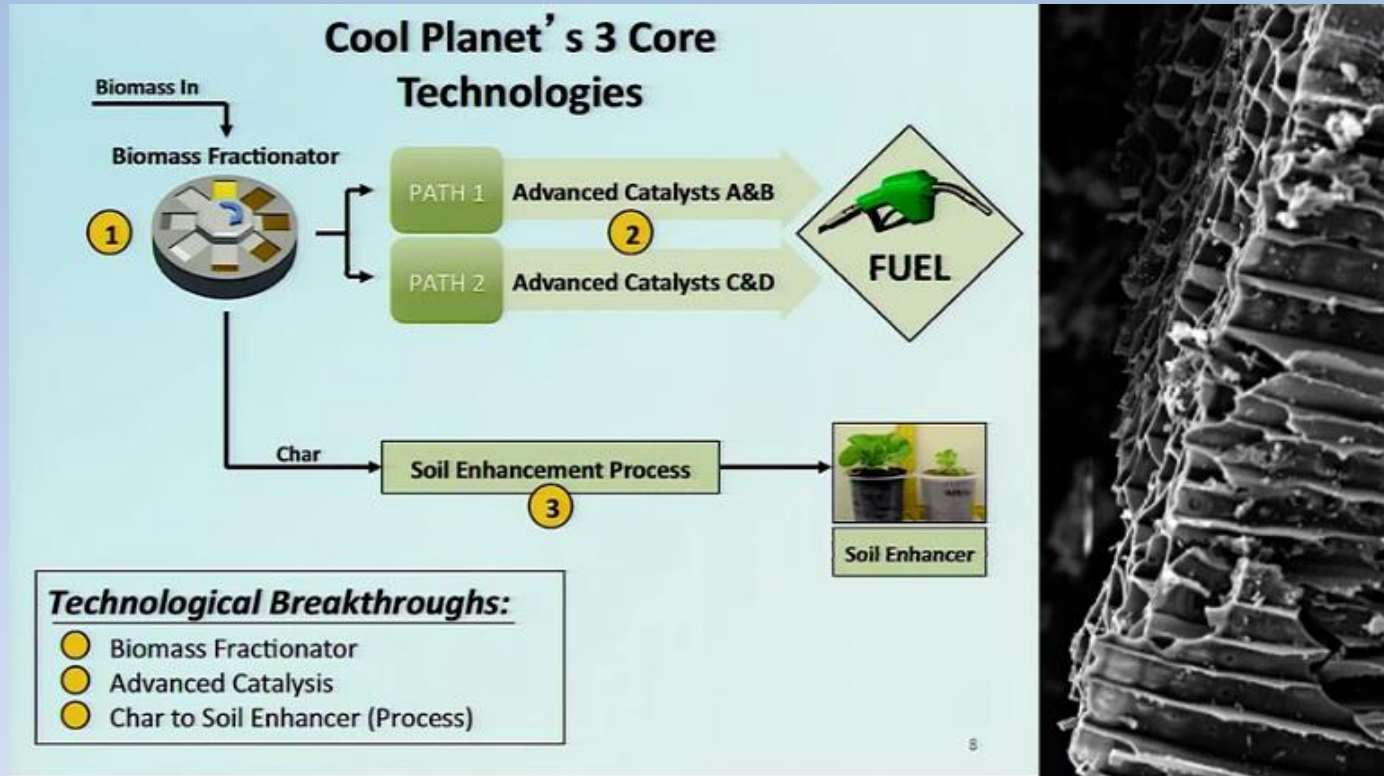 Cool Planet’s 3 Core
Technologies
Biomass In
Biomass Fractionator
1
PATH 1
Advanced Catalysts A&B
2
PATH 2
Advanced Catalysts C&D
FUEL
Char
Soil Enhancement Process
3
Soil Enhancer
Technological Breakthroughs:
Biomass Fractionator
Advanced Catalysis
Char to Soil Enhancer (Process)
8